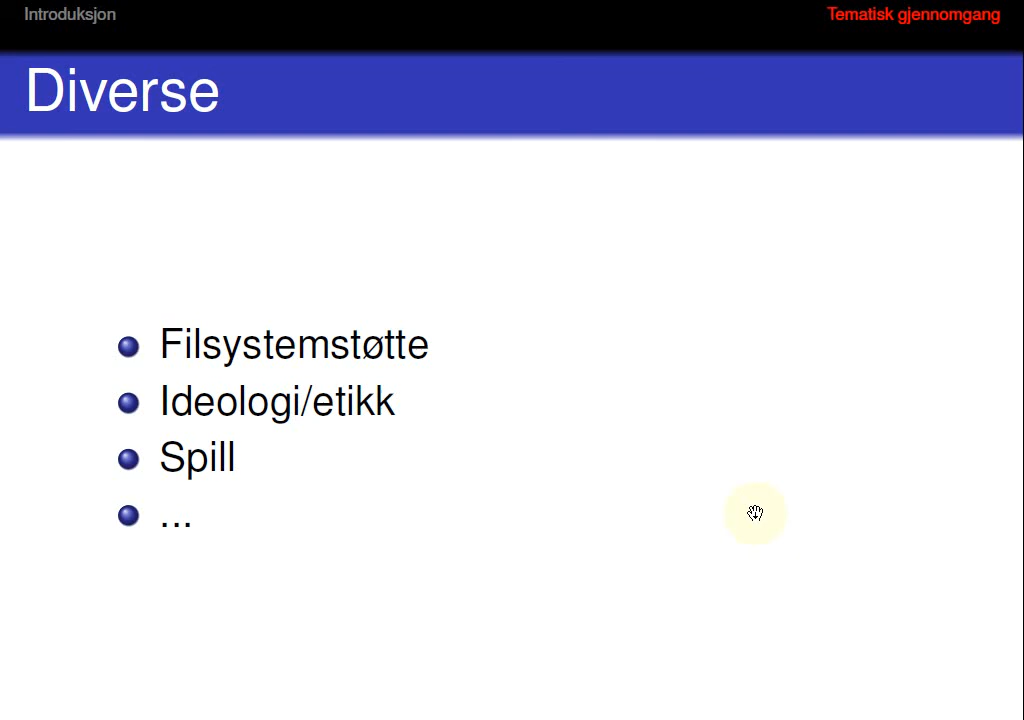 Introduksjon
Tematisk gjennomgang
Diverse
Filsystemstøtte
Ideologi/etikk
Spill
...